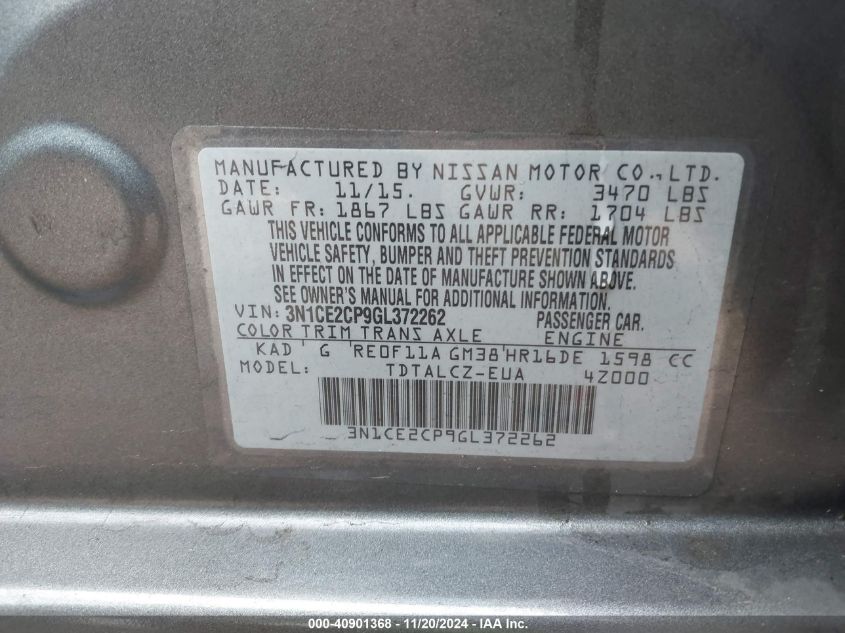 MANUFACTURED BY NISSAN MOTOR CO.,LTD.
DATE: 11/15. GVWR: 3470 LBS
GAWR FR: 1867 LBS GAWR RR: 1704 LBS
THIS VEHICLE CONFORMS TO ALL APPLICABLE FEDERAL MOTOR
VEHICLE SAFETY, BUMPER AND THEFT PREVENTION STANDARDS
IN EFFECT ON THE DATE OF MANUFACTURE SHOWN ABOVE.
SEE OWNER'S MANUAL FOR ADDITIONAL INFORMATION.
VIN: 3N1CE2CP9GL372262 PASSENGER CAR.
COLOR TRIM TRANS AXLE ENGINE
KAD G RE0F11A GM38 HR16DE 1598 CC
MODEL: TDTALCZ-EUA 4Z000
3N1CE2CP9GL372262
000-40901368 - 11/20/2024 - IAA Inc.